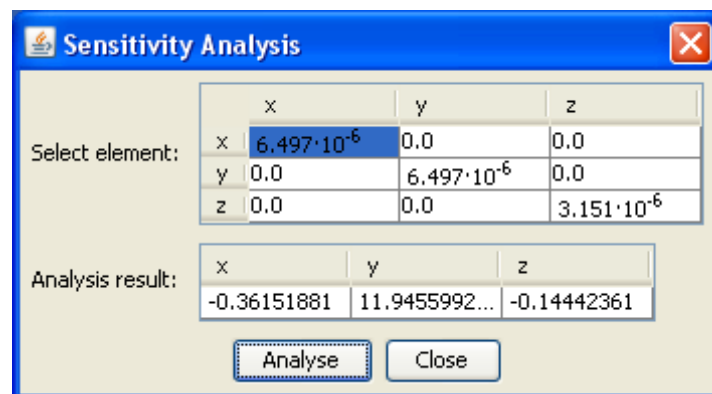 Sensitivity Analysis
x y z
Select element:
x 6.497·10⁻⁶ 0.0 0.0
y 0.0 6.497·10⁻⁶ 0.0
z 0.0 0.0 3.151·10⁻⁶
Analysis result:
x y z
-0.36151881 11.9455992... -0.14442361
Analyse Close